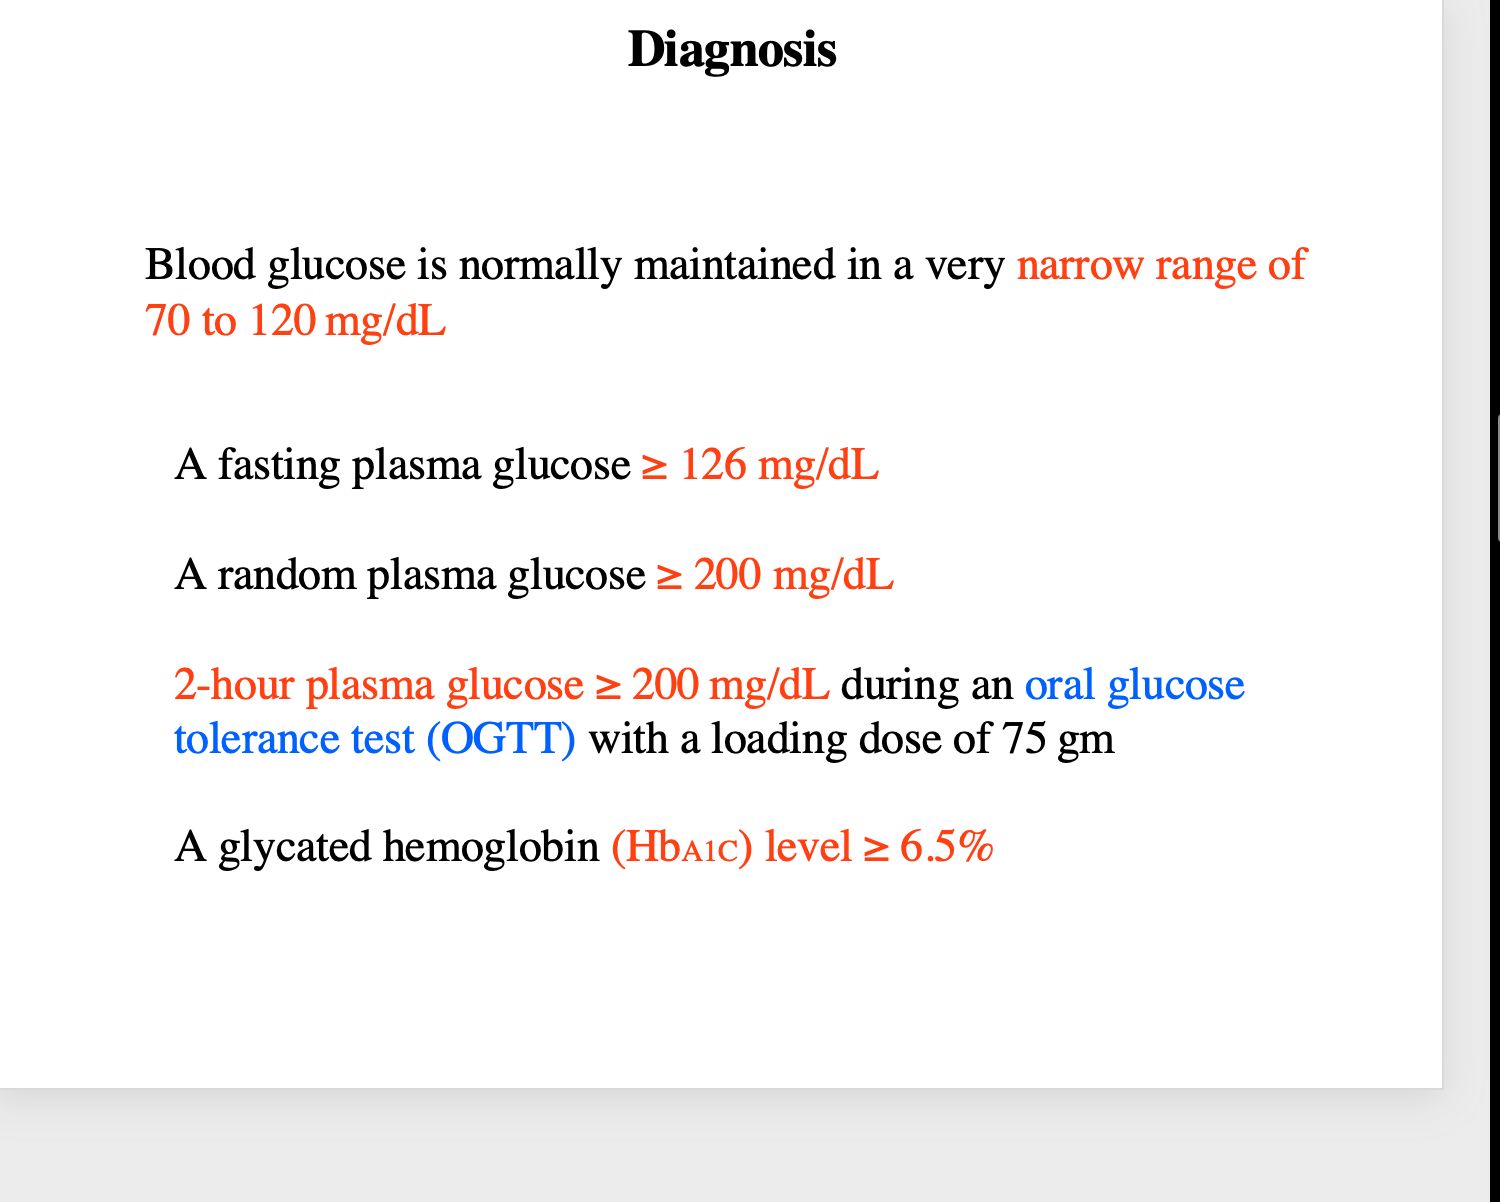 Diagnosis
Blood glucose is normally maintained in a very narrow range of
70 to 120 mg/dL
A fasting plasma glucose ≥ 126 mg/dL
A random plasma glucose ≥ 200 mg/dL
2-hour plasma glucose ≥ 200 mg/dL during an oral glucose
tolerance test (OGTT) with a loading dose of 75 gm
A glycated hemoglobin (HbA1C) level ≥ 6.5%